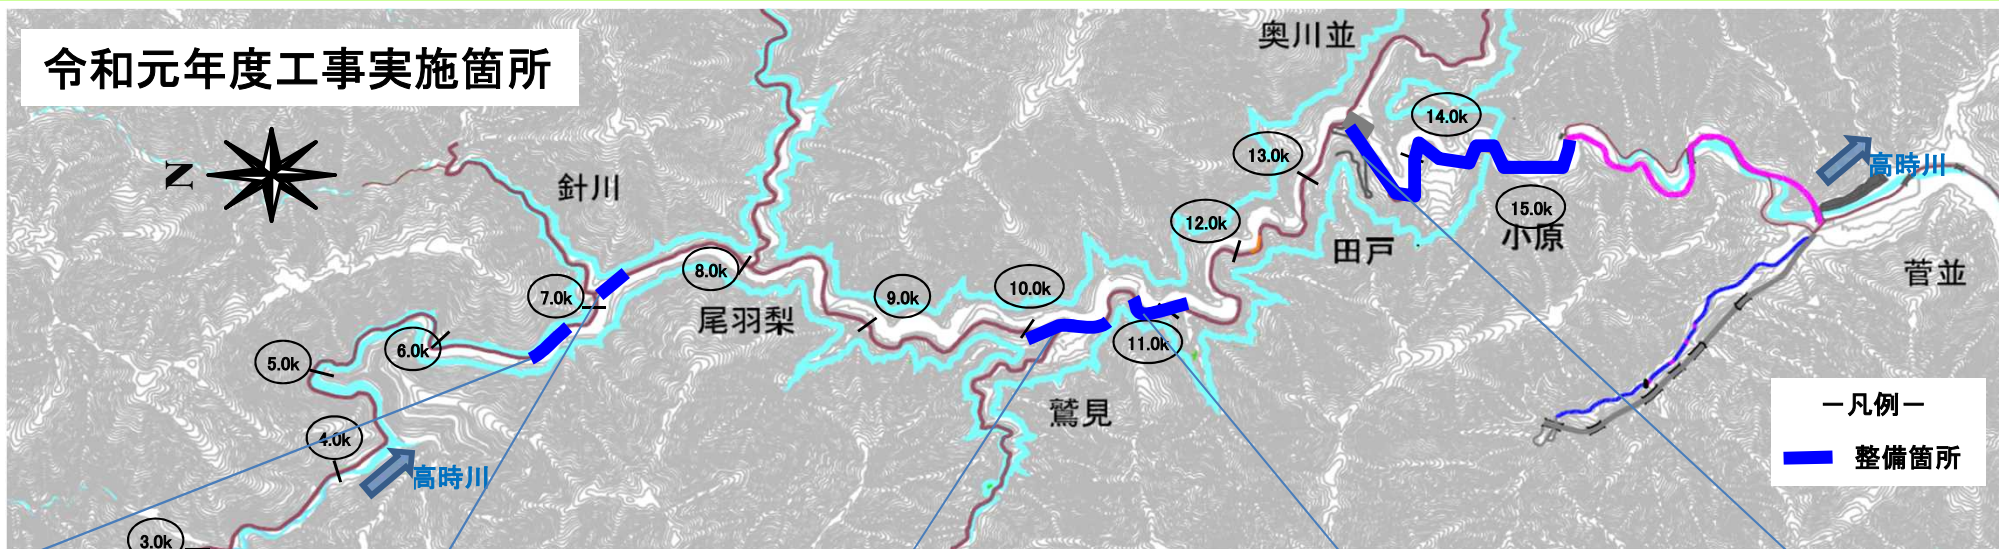 令和元年度工事実施箇所
N
奥川並
14.0k
13.0k
高時川
針川
15.0k
12.0k
小原
田戸
8.0k
7.0k
9.0k
10.0k
菅並
尾羽梨
11.0k
6.0k
5.0k
鷲見
4.0k
高時川
3.0k
－凡例－
整備箇所